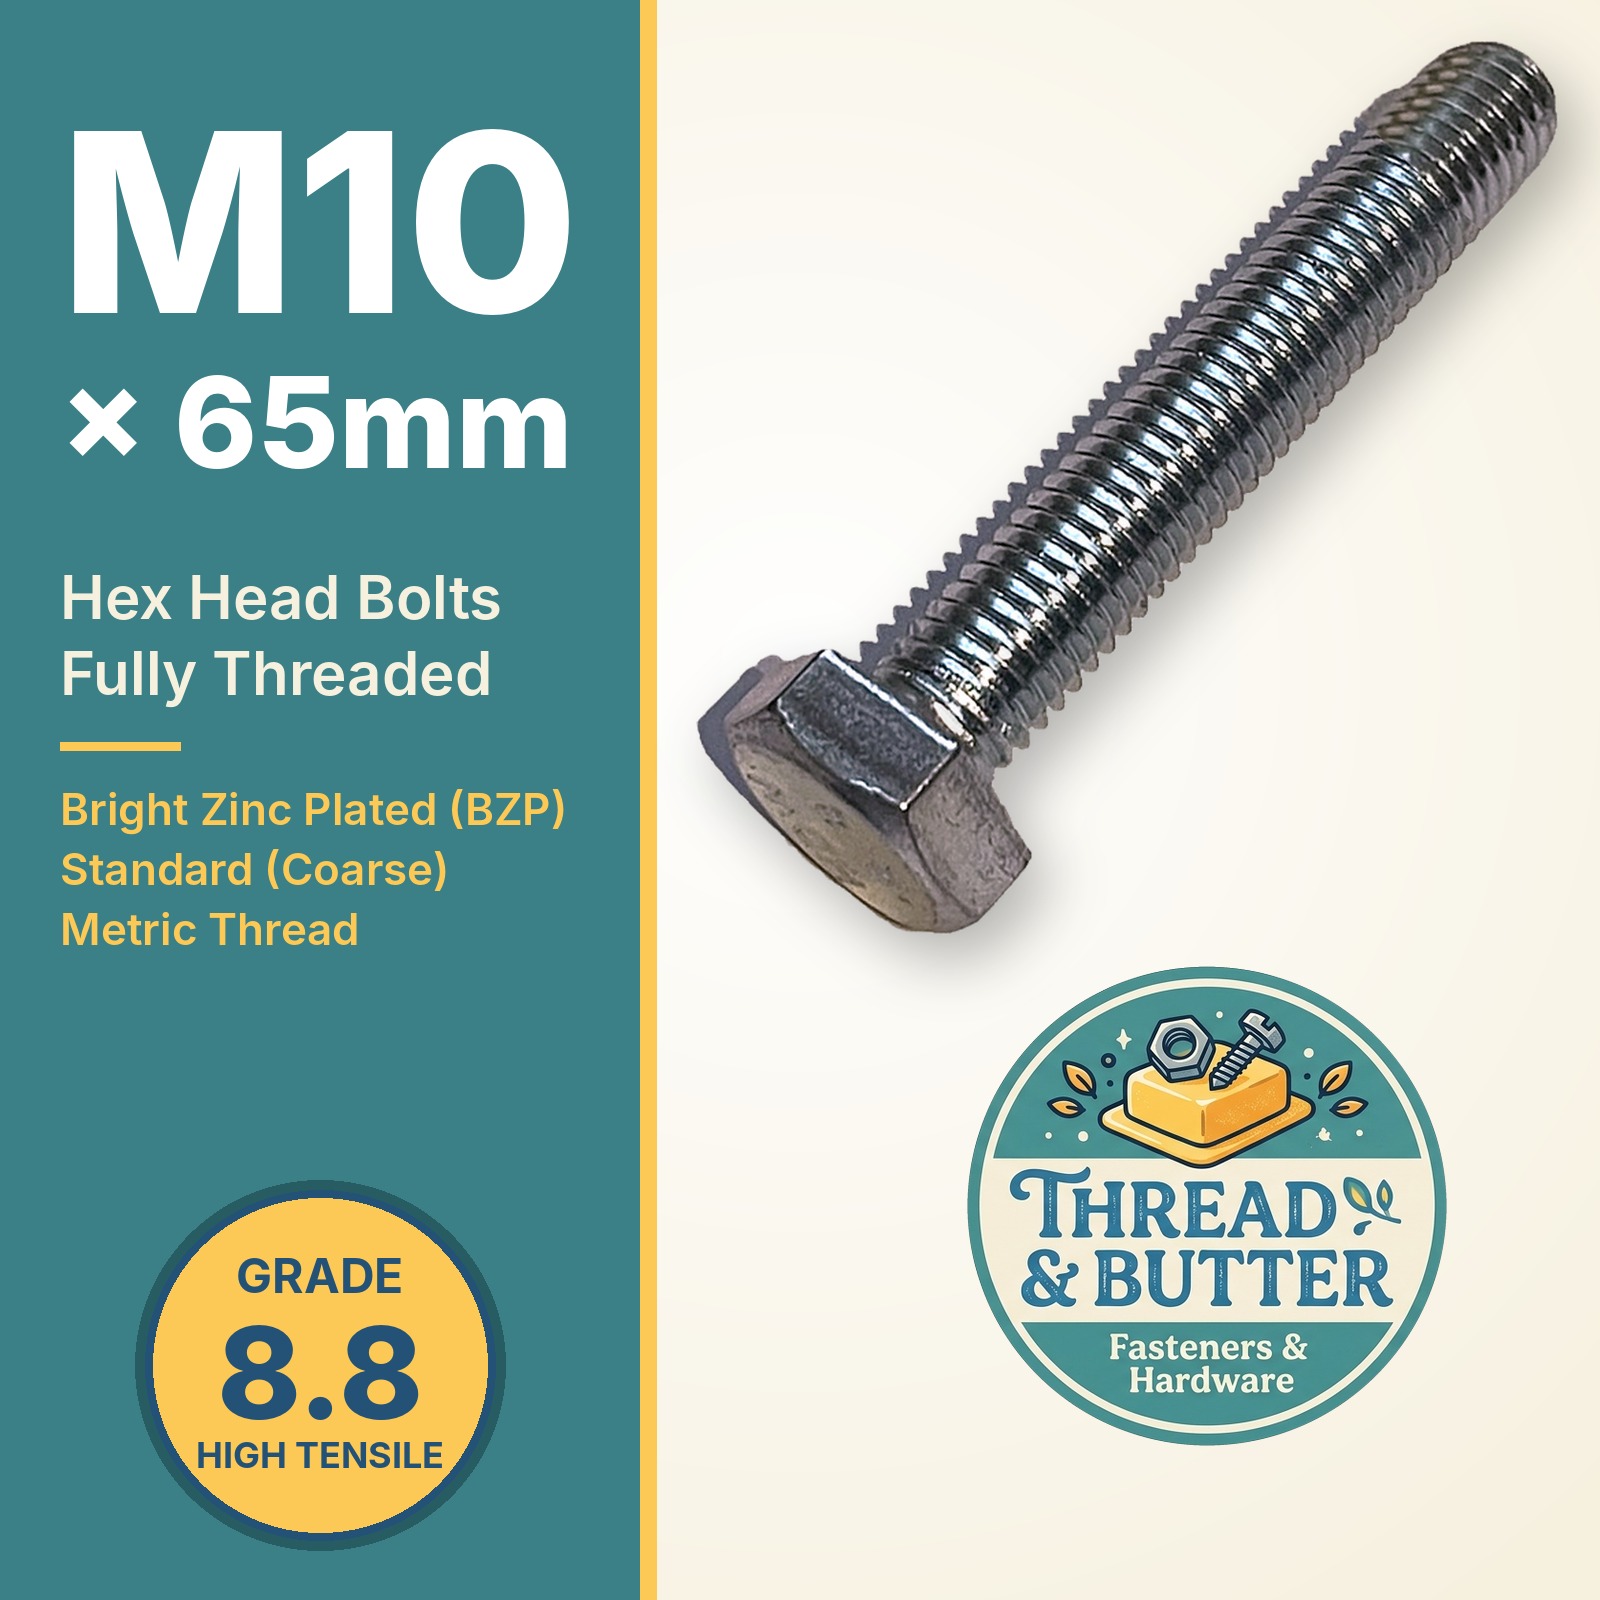 M10
× 65mm
Hex Head Bolts
Fully Threaded
Bright Zinc Plated (BZP)
Standard (Coarse)
Metric Thread
GRADE
8.8
HIGH TENSILE
THREAD
& BUTTER
Fasteners &
Hardware